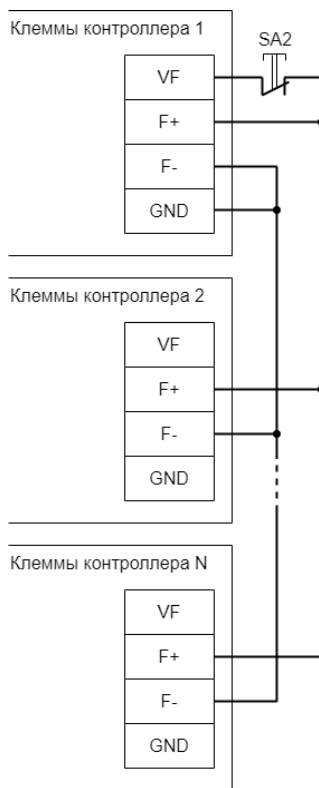 Клеммы контроллера 1
SA2
VF
F+
F-
GND
Клеммы контроллера 2
VF
F+
F-
GND
Клеммы контроллера N
VF
F+
F-
GND